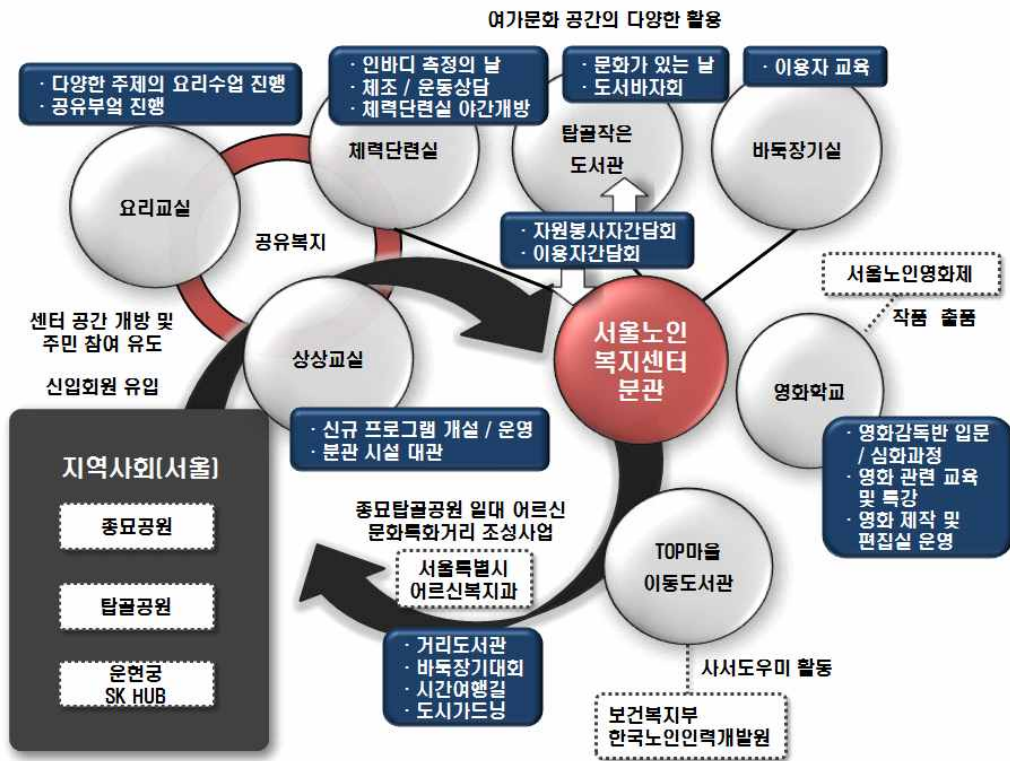 여가문화 공간의 다양한 활용
· 다양한 주제의 요리수업 진행
· 공유부엌 진행
· 인바디 측정의 날
· 체조 / 운동상담
· 체력단련실 야간개방
· 문화가 있는 날
· 도서바자회
· 이용자 교육
요리교실
체력단련실
탑골작은
도서관
바둑장기실
공유복지
· 자원봉사자간담회
· 이용자간담회
서울노인영화제
작품 출품
센터 공간 개방 및
주민 참여 유도
신입회원 유입
상상교실
서울노인
복지센터
분관
영화학교
· 신규 프로그램 개설 / 운영
· 분관 시설 대관
· 영화감독반 입문
/ 심화과정
· 영화 관련 교육
및 특강
· 영화 제작 및
편집실 운영
지역사회(서울)
종묘공원
탑골공원
운현궁
SK HUB
종묘탑골공원 일대 어르신
문화특화거리 조성사업
서울특별시
어르신복지과
TOP마을
이동도서관
· 거리도서관
· 바둑장기대회
· 시간여행길
· 도시가드닝
사서도우미 활동
보건복지부
한국노인인력개발원